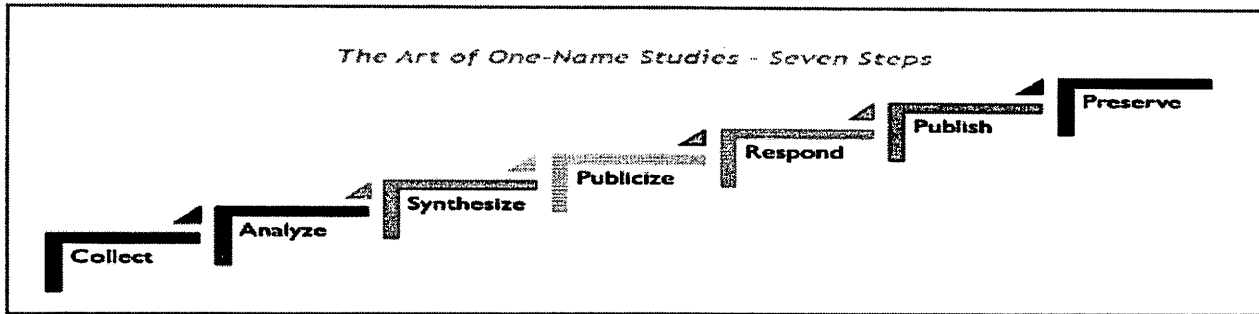 The Art of One-Name Studies - Seven Steps
Collect
Analyze
Synthesize
Publicize
Respond
Publish
Preserve